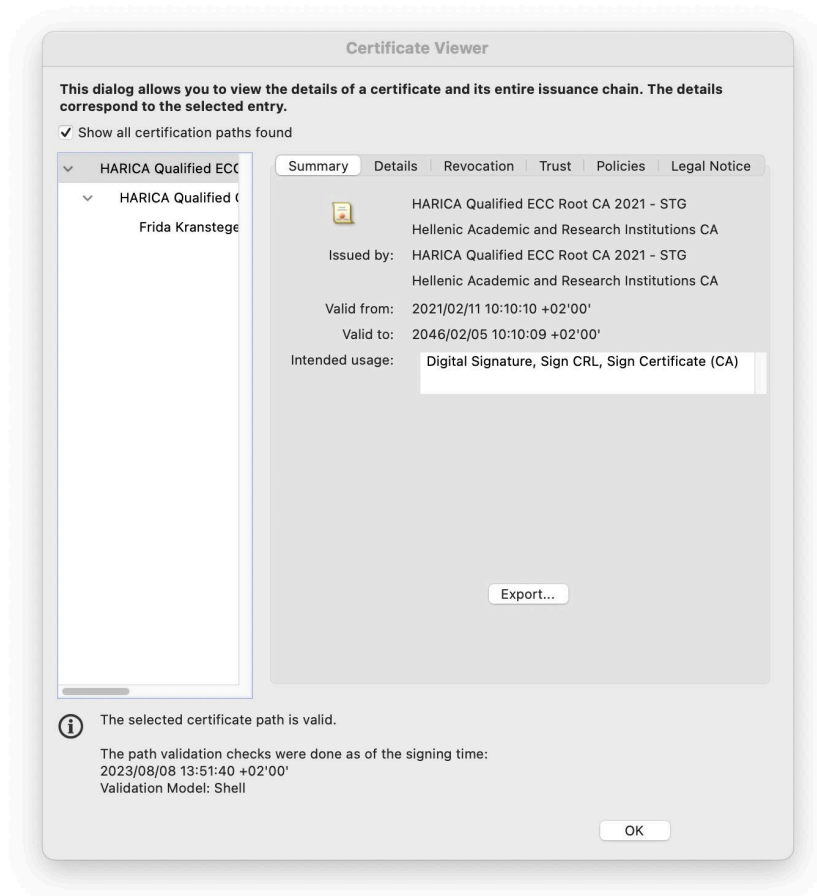 Certificate Viewer
This dialog allows you to view the details of a certificate and its entire issuance chain. The details
correspond to the selected entry.
Show all certification paths found
HARICA Qualified ECC
HARICA Qualified
Frida Kranstege
Summary Details Revocation Trust Policies Legal Notice
HARICA Qualified ECC Root CA 2021 - STG
Hellenic Academic and Research Institutions CA
Issued by: HARICA Qualified ECC Root CA 2021 - STG
Hellenic Academic and Research Institutions CA
Valid from: 2021/02/11 10:10:10 +02'00'
Valid to: 2046/02/05 10:10:09 +02'00'
Intended usage: Digital Signature, Sign CRL, Sign Certificate (CA)
Export...
The selected certificate path is valid.
The path validation checks were done as of the signing time:
2023/08/08 13:51:40 +02'00'
Validation Model: Shell
OK